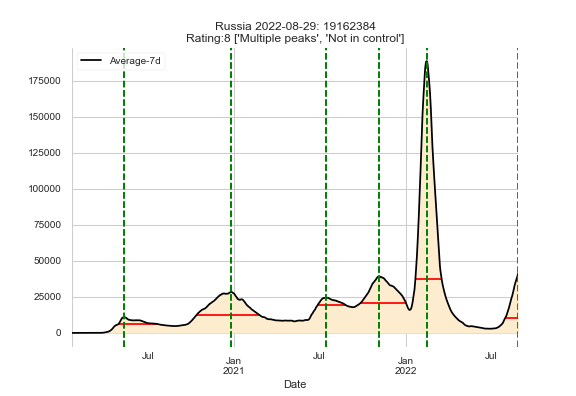 Russia 2022-08-29: 19162384
Rating:8 ['Multiple peaks', 'Not in control']
Average-7d
175000
150000
125000
100000
75000
50000
25000
0
Jul
Jan
2021
Jul
Jan
2022
Jul
Date